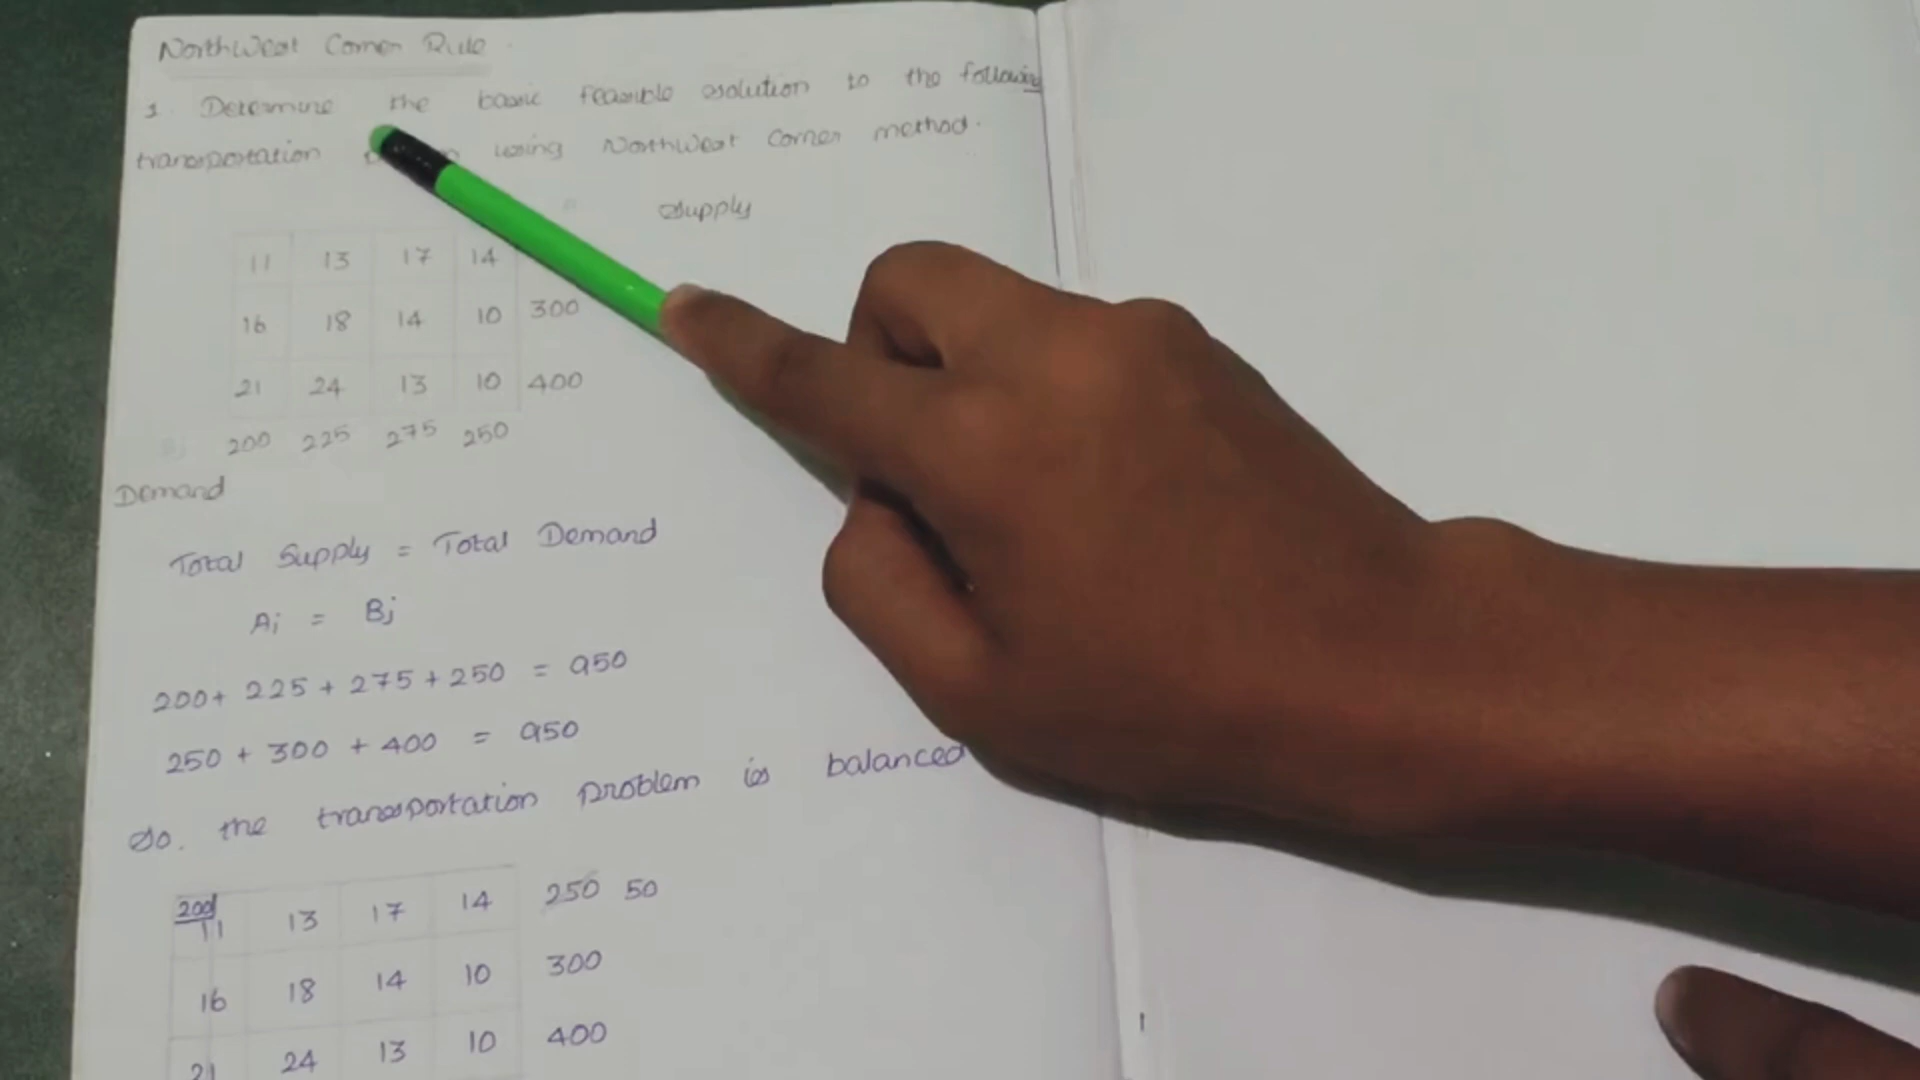 NorthWest Corner Rule
1. Determine the basic feasible solution to the following
transportation using NorthWest Corner method.
Supply
11 13 17 14
16 18 14 10 300
21 24 13 10 400
200 225 275 250
Demand
Total Supply = Total Demand
Ai = Bj
200+ 225 + 275 + 250 = 950
250 + 300 + 400 = 950
So. the transportation problem is balanced
200
11 13 17 14 250 50
16 18 14 10 300
21 24 13 10 400